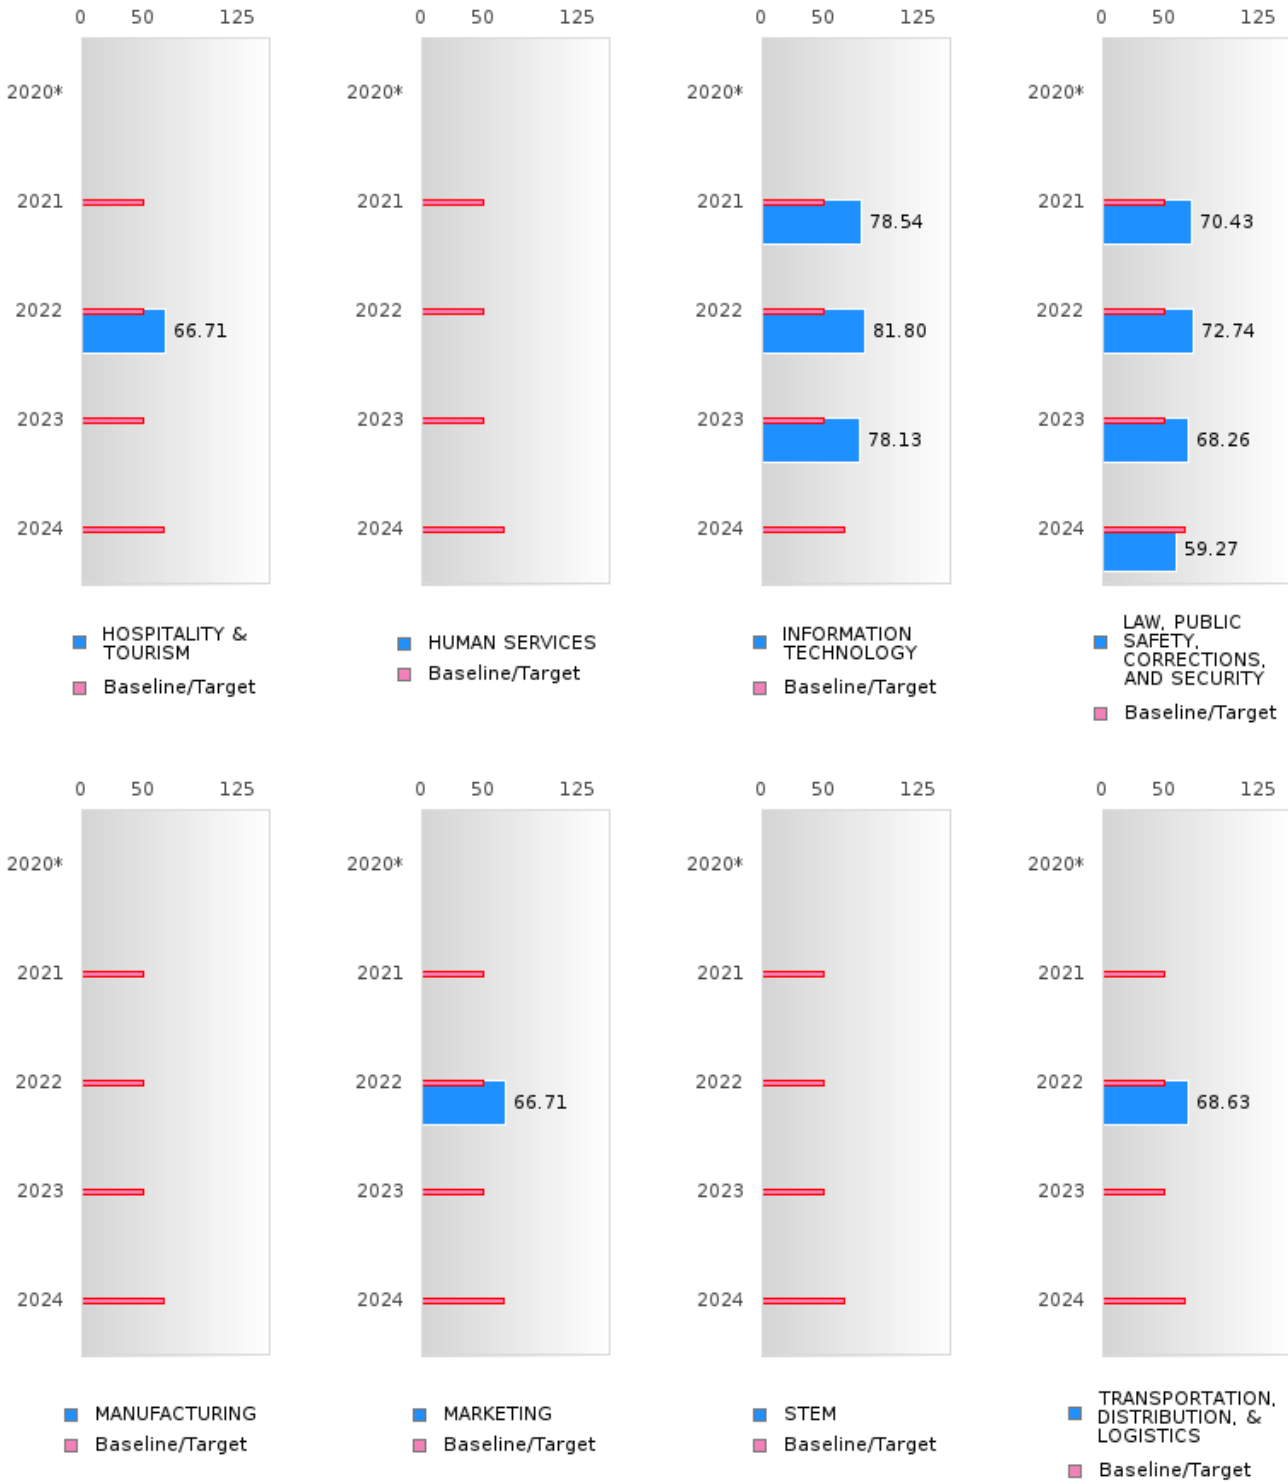 0 50 125 0 50 125 0 50 125 0 50 125
2020* 2020* 2020* 2020*
2021 2021 2021 78.54 2021 70.43
2022 66.71 2022 2022 81.80 2022 72.74
2023 2023 2023 78.13 2023 68.26
2024 2024 2024 2024 59.27
HOSPITALITY &
TOURISM
Baseline/Target
HUMAN SERVICES
Baseline/Target
INFORMATION
TECHNOLOGY
Baseline/Target
LAW, PUBLIC
SAFETY,
CORRECTIONS,
AND SECURITY
Baseline/Target
0 50 125 0 50 125 0 50 125 0 50 125
2020* 2020* 2020* 2020*
2021 2021 2021 2021
2022 2022 66.71 2022 2022 68.63
2023 2023 2023 2023
2024 2024 2024 2024
MANUFACTURING
Baseline/Target
MARKETING
Baseline/Target
STEM
Baseline/Target
TRANSPORTATION,
DISTRIBUTION, &
LOGISTICS
Baseline/Target